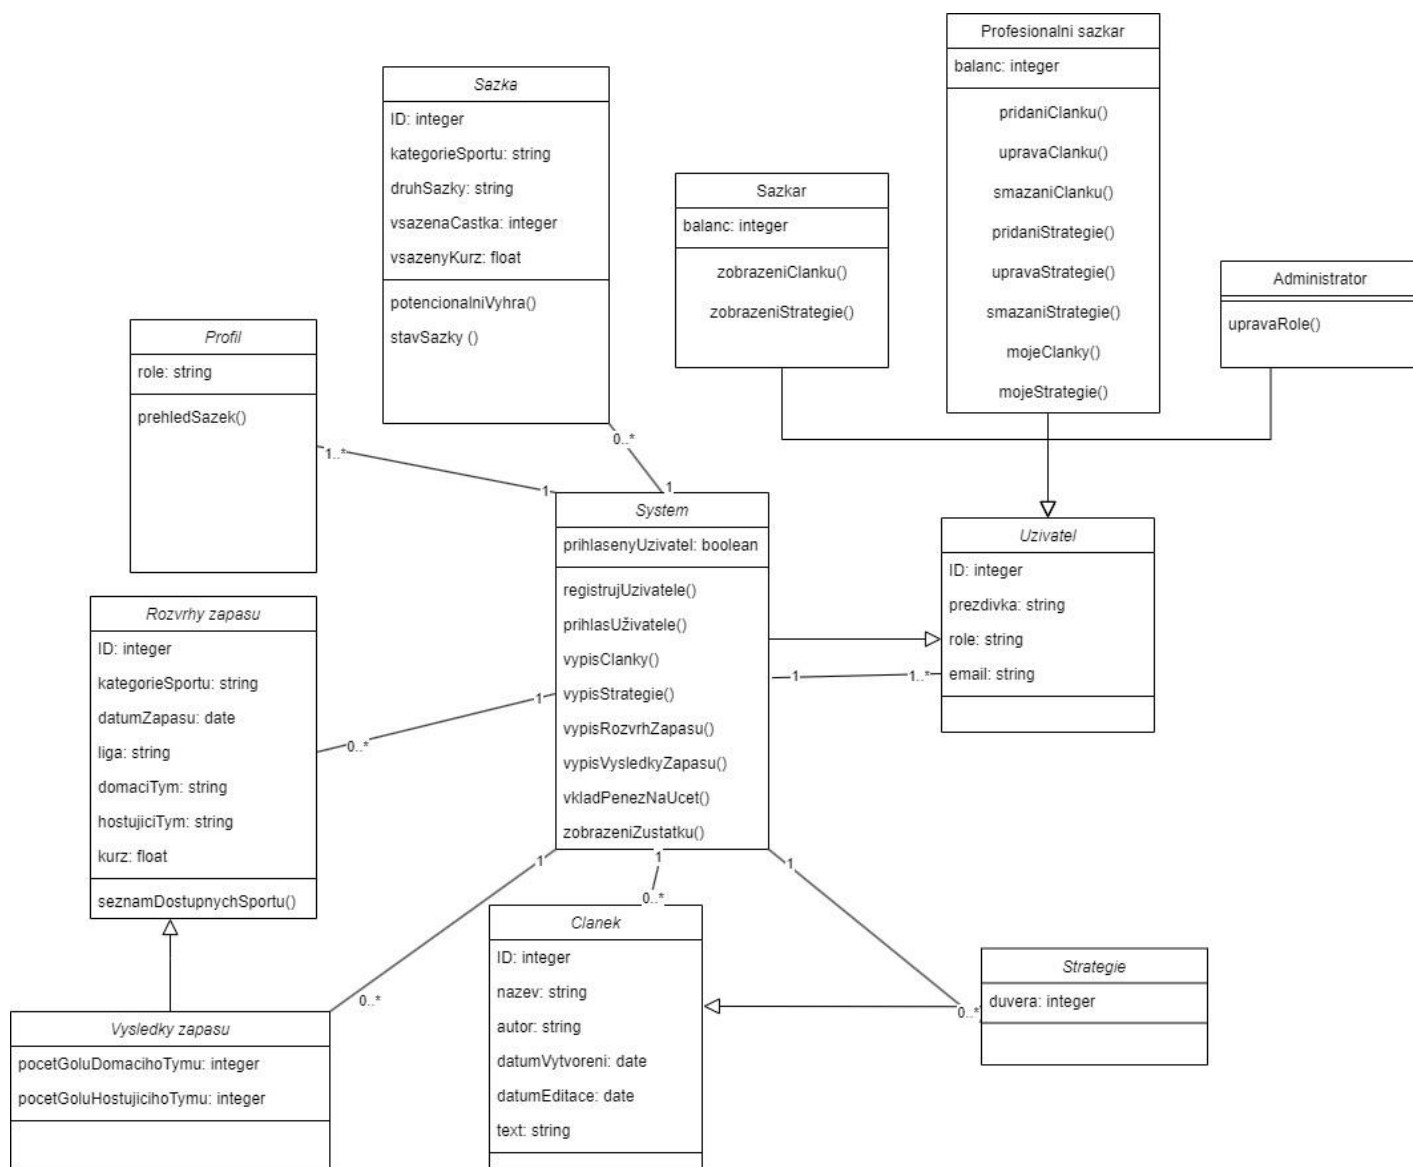 Profesionalni sazkar
balanc: integer
pridaniClanku()
upravaClanku()
smazaniClanku()
pridaniStrategie()
upravaStrategie()
smazaniStrategie()
mojeClanky()
mojeStrategie()
Sazka
ID: integer
kategorieSportu: string
druhSazky: string
vsazenaCastka: integer
vsazenyKurz: float
potencionalniVyhra()
stavSazky ()
Sazkar
balanc: integer
zobrazeniClanku()
zobrazeniStrategie()
Administrator
upravaRole()
Profil
role: string
prehledSazek()
1..*
1
0..*
1
System
prihlasenyUzivatel: boolean
registrujUzivatele()
prihlasUživatele()
vypisClanky()
vypisStrategie()
vypisRozvrhZapasu()
vypisVysledkyZapasu()
vkladPenezNaUcet()
zobrazeniZustatku()
Uzivatel
ID: integer
prezdivka: string
role: string
email: string
1
1..*
Rozvrhy zapasu
ID: integer
kategorieSportu: string
datumZapasu: date
liga: string
domaciTym: string
hostujiciTym: string
kurz: float
seznamDostupnychSportu()
1
0..*
1
0..*
1
0..*
1
0..*
Clanek
ID: integer
nazev: string
autor: string
datumVytvoreni: date
datumEditace: date
text: string
Strategie
duvera: integer
Vysledky zapasu
pocetGoluDomacihoTymu: integer
pocetGoluHostujicihoTymu: integer